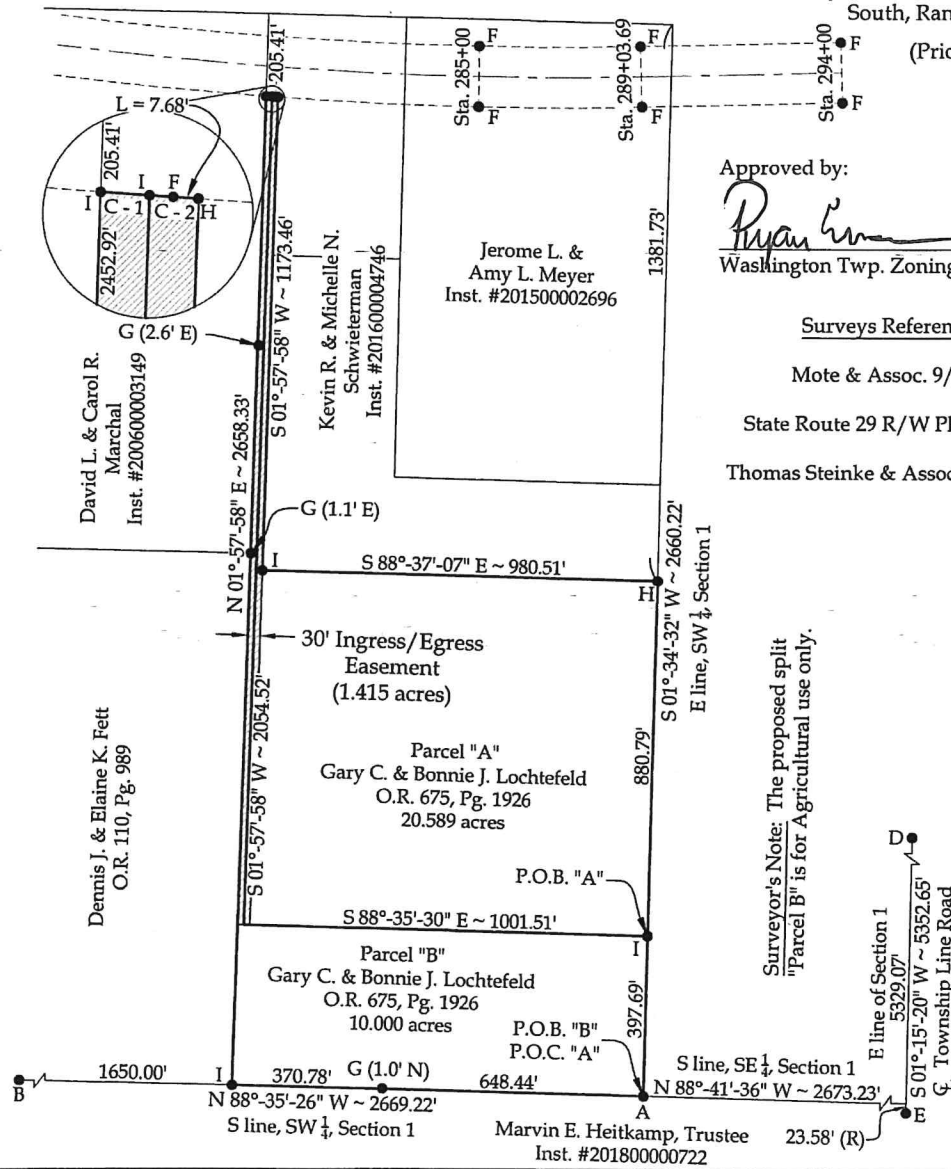 South, Ran
(Pric
205.41'
F
F
F
Sta. 285+00
Sta. 289+03.69
Sta. 294+00
F
F
F
L = 7.68'
205.41'
I
F
I
C - 1
C - 2
H
2452.92'
G (2.6' E)
S 01°-57'-58" W ~ 1173.46'
Kevin R. & Michelle N.
Schwieterman
Inst. #201600004746
Jerome L. &
Amy L. Meyer
Inst. #201500002696
1381.73'
Approved by:
Washington Twp. Zoning
Surveys Referen
Mote & Assoc. 9/
State Route 29 R/W Pl
Thomas Steinke & Assoc
David L. & Carol R.
Marchal
Inst. #200600003149
N 01°-57'-58" E ~ 2658.33'
G (1.1' E)
I
S 88°-37'-07" E ~ 980.51'
H
S 01°-34'-32" W ~ 2660.22'
E line, SW 1/4, Section 1
30' Ingress/Egress
Easement
(1.415 acres)
S 01°-57'-58" W ~ 2054.52'
Parcel "A"
Gary C. & Bonnie J. Lochtefeld
O.R. 675, Pg. 1926
20.589 acres
880.79'
Dennis J. & Elaine K. Fett
O.R. 110, Pg. 989
Surveyor's Note: The proposed split
"Parcel B" is for Agricultural use only.
P.O.B. "A"
S 88°-35'-30" E ~ 1001.51'
I
Parcel "B"
Gary C. & Bonnie J. Lochtefeld
O.R. 675, Pg. 1926
10.000 acres
397.69'
P.O.B. "B"
P.O.C. "A"
D
E line of Section 1
5329.07'
S 01°-15'-20" W ~ 5352.65'
℄ Township Line Road
B
1650.00'
I
370.78'
G (1.0' N)
648.44'
A
N 88°-35'-26" W ~ 2669.22'
S line, SW 1/4, Section 1
S line, SE 1/4, Section 1
N 88°-41'-36" W ~ 2673.23'
E
23.58' (R)
Marvin E. Heitkamp, Trustee
Inst. #201800000722